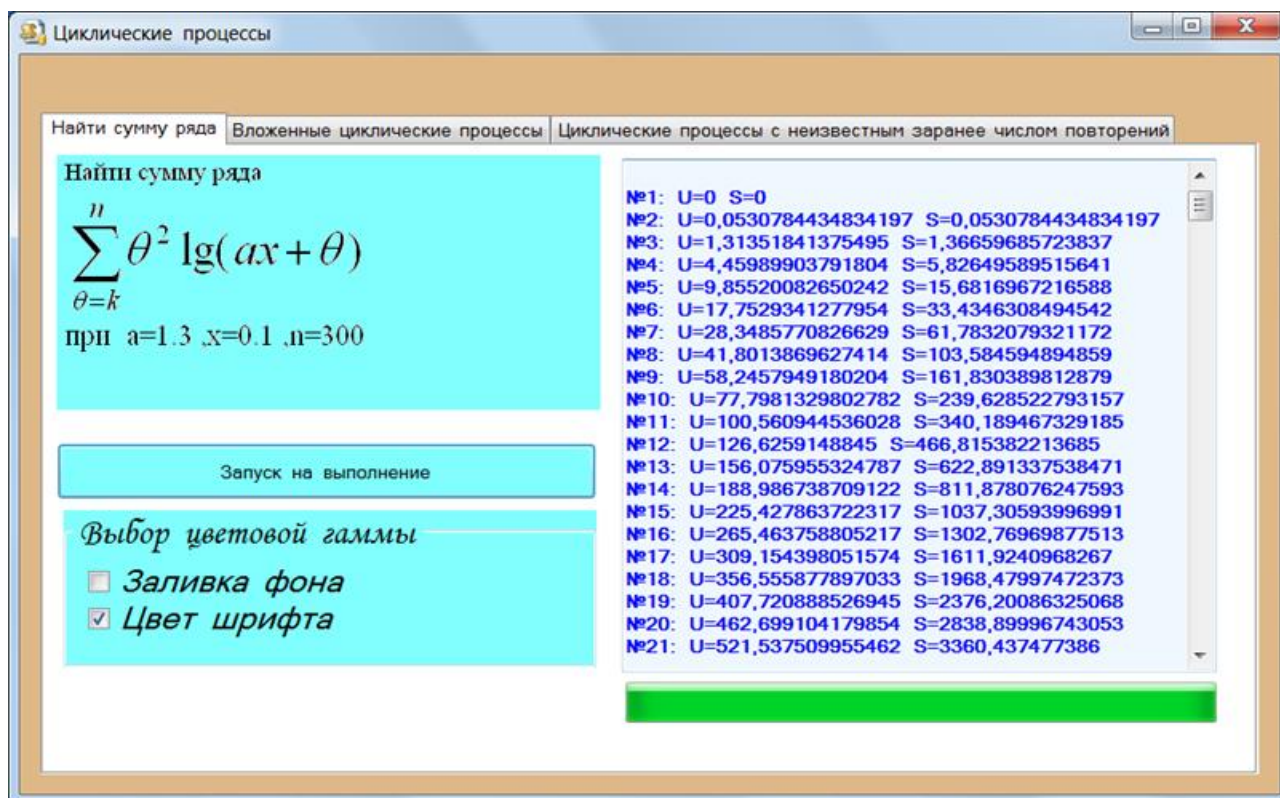 Циклические процессы
Найти сумму ряда Вложенные циклические процессы Циклические процессы с неизвестным заранее числом повторений
Найти сумму ряда
n
∑ θ² lg(ax + θ)
θ=k
при a=1.3 ,x=0.1 ,n=300
Запуск на выполнение
Выбор цветовой гаммы
Заливка фона
Цвет шрифта
№1: U=0 S=0
№2: U=0,0530784434834197 S=0,0530784434834197
№3: U=1,31351841375495 S=1,36659685723837
№4: U=4,45989903791804 S=5,82649589515641
№5: U=9,85520082650242 S=15,6816967216588
№6: U=17,7529341277954 S=33,4346308494542
№7: U=28,3485770826629 S=61,7832079321172
№8: U=41,8013869627414 S=103,584594894859
№9: U=58,2457949180204 S=161,830389812879
№10: U=77,7981329802782 S=239,628522793157
№11: U=100,560944536028 S=340,189467329185
№12: U=126,6259148845 S=466,815382213685
№13: U=156,075955324787 S=622,891337538471
№14: U=188,986738709122 S=811,878076247593
№15: U=225,427863722317 S=1037,30593996991
№16: U=265,463758805217 S=1302,76969877513
№17: U=309,154398051574 S=1611,9240968267
№18: U=356,555877897033 S=1968,47997472373
№19: U=407,720888526945 S=2376,20086325068
№20: U=462,699104179854 S=2838,89996743053
№21: U=521,537509955462 S=3360,437477386